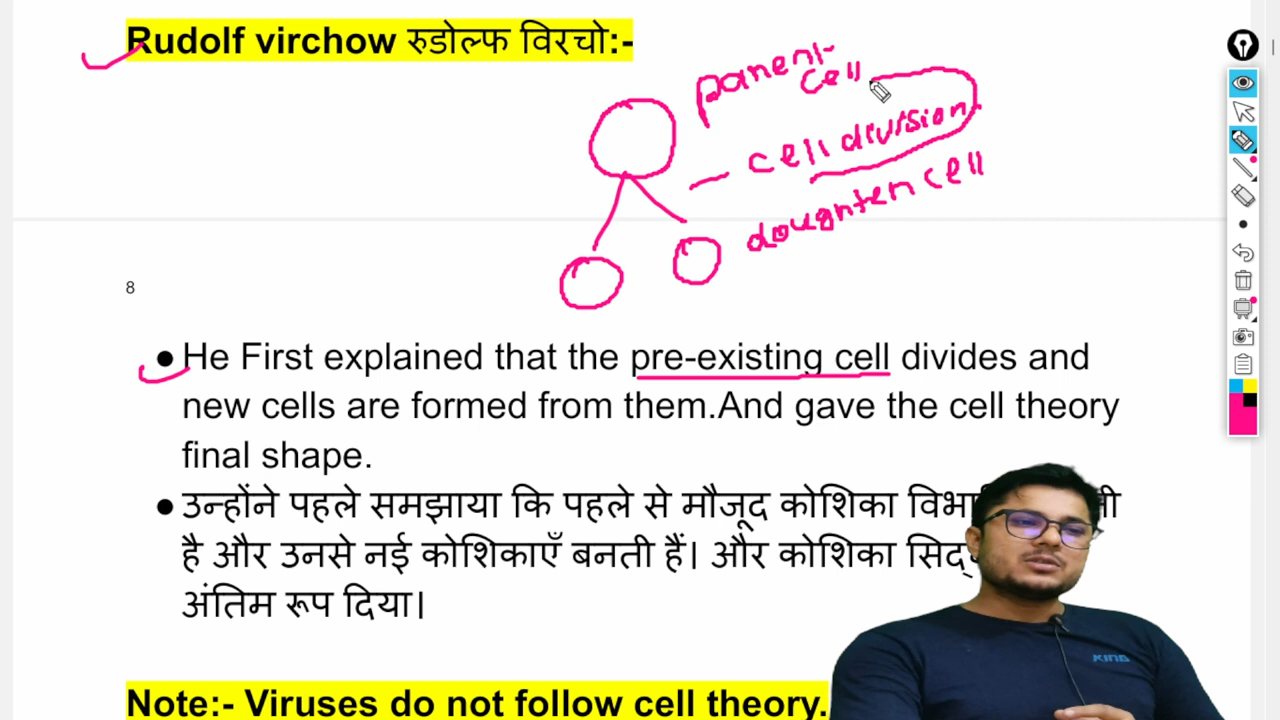 Rudolf virchow रुडोल्फ विरचो:-
parent
cell
cell division
daughter cell
8
● He First explained that the pre-existing cell divides and
new cells are formed from them.And gave the cell theory
final shape.
● उन्होंने पहले समझाया कि पहले से मौजूद कोशिका
है और उनसे नई कोशिकाएँ बनती हैं। और कोशिका
अंतिम रूप दिया।
KING
Note:- Viruses do not follow cell theory.